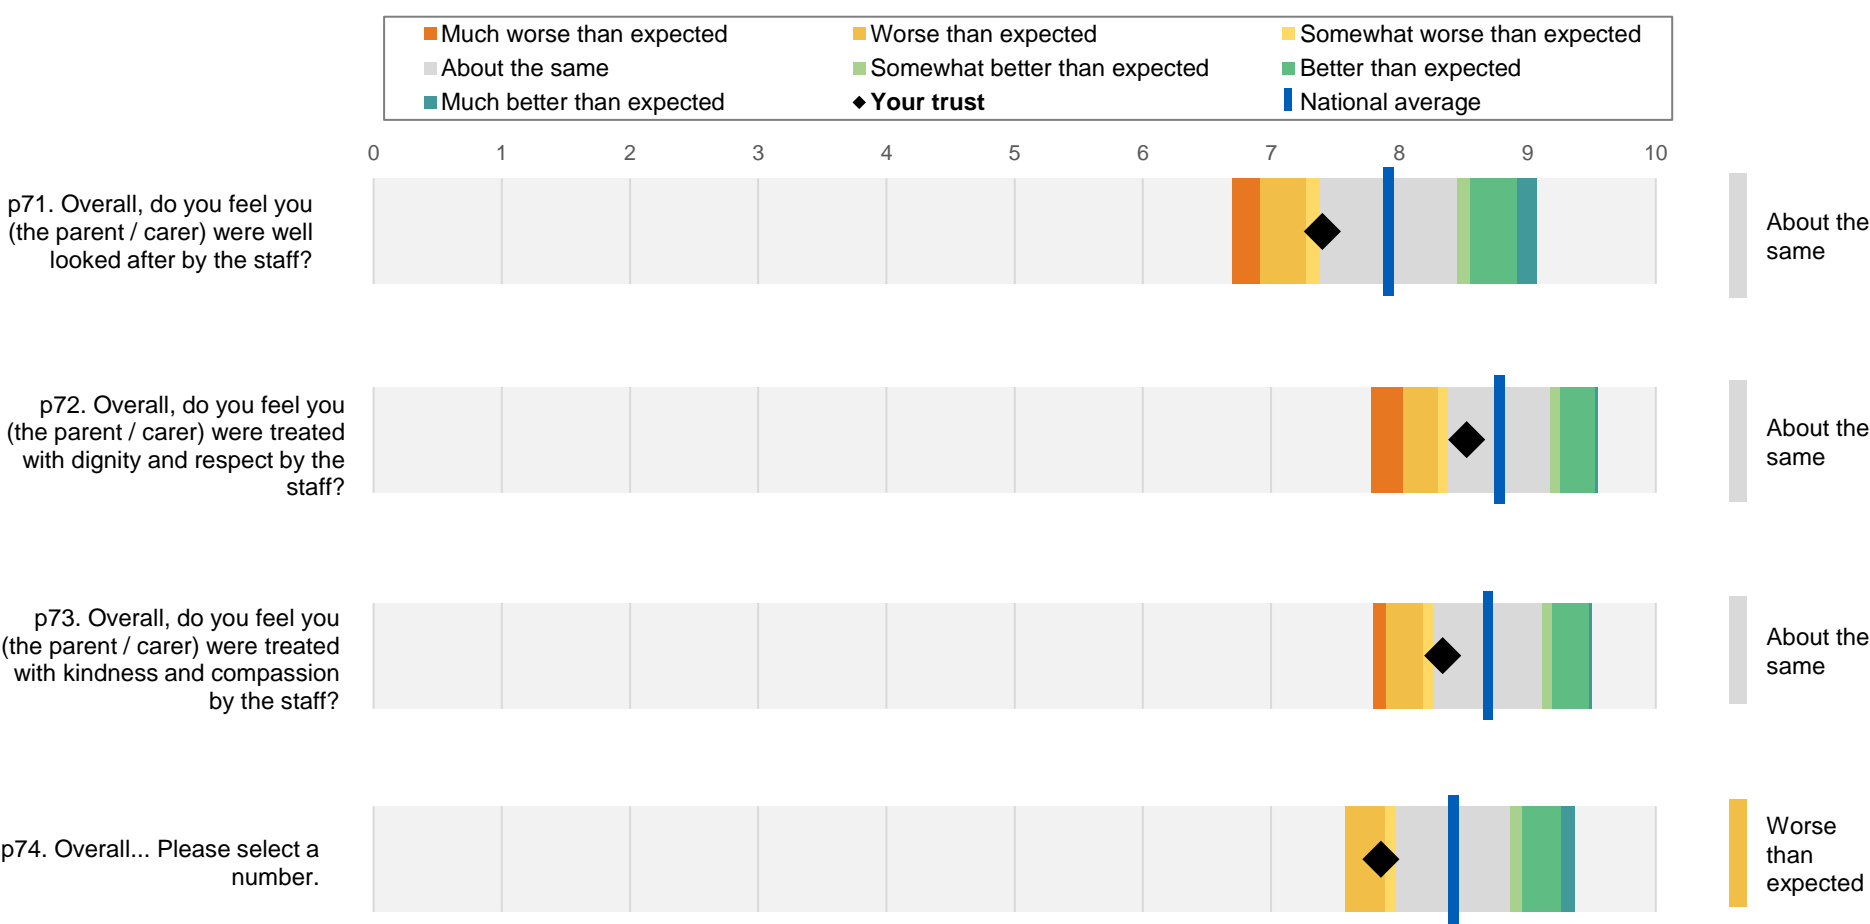 Much worse than expected
Worse than expected
Somewhat worse than expected
About the same
Somewhat better than expected
Better than expected
Much better than expected
Your trust
National average
0 1 2 3 4 5 6 7 8 9 10
p71. Overall, do you feel you
(the parent / carer) were well
looked after by the staff?
About the
same
p72. Overall, do you feel you
(the parent / carer) were treated
with dignity and respect by the
staff?
About the
same
p73. Overall, do you feel you
(the parent / carer) were treated
with kindness and compassion
by the staff?
About the
same
p74. Overall... Please select a
number.
Worse
than
expected